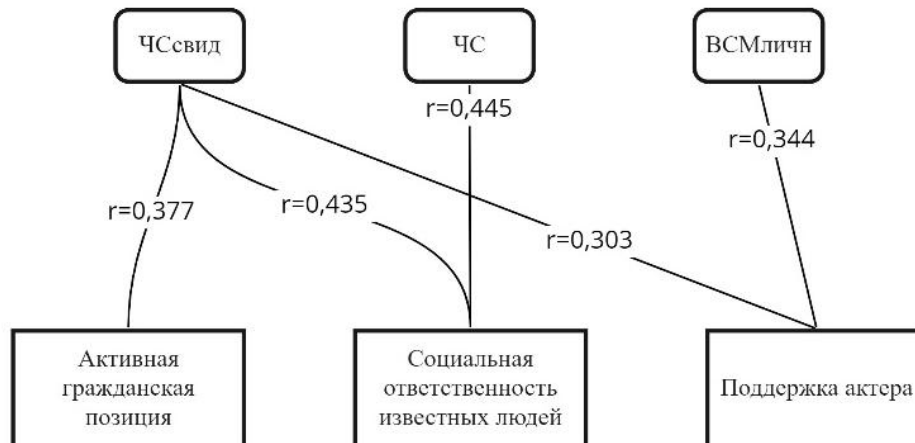 ЧСсвид
ЧС
ВСМличн
r=0,445
r=0,344
r=0,377
r=0,435
r=0,303
Активная
гражданская
позиция
Социальная
ответственность
известных людей
Поддержка актера